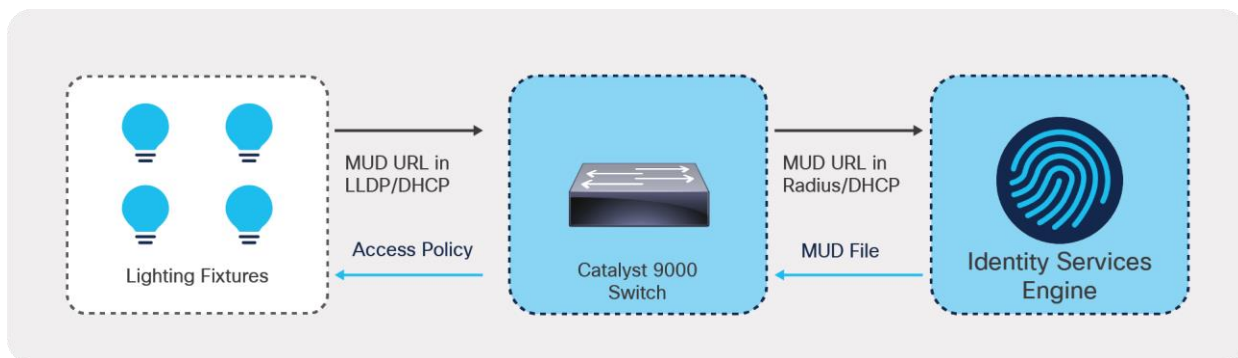 Lighting Fixtures
MUD URL in
LLDP/DHCP
Access Policy
Catalyst 9000
Switch
MUD URL in
Radius/DHCP
MUD File
Identity Services
Engine